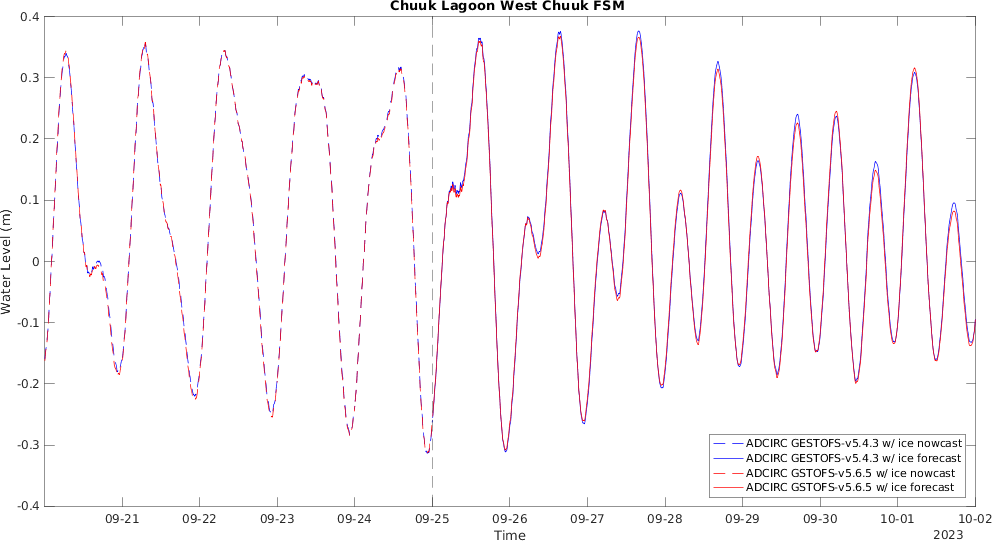 Chuuk Lagoon West Chuuk FSM
0.4
0.3
0.2
0.1
0
-0.1
-0.2
-0.3
-0.4
Water Level (m)
ADCIRC GESTOFS-v5.4.3 w/ ice nowcast
ADCIRC GESTOFS-v5.4.3 w/ ice forecast
ADCIRC GSTOFS-v5.6.5 w/ ice nowcast
ADCIRC GSTOFS-v5.6.5 w/ ice forecast
09-21 09-22 09-23 09-24 09-25 09-26 09-27 09-28 09-29 09-30 10-01 10-02
Time 2023